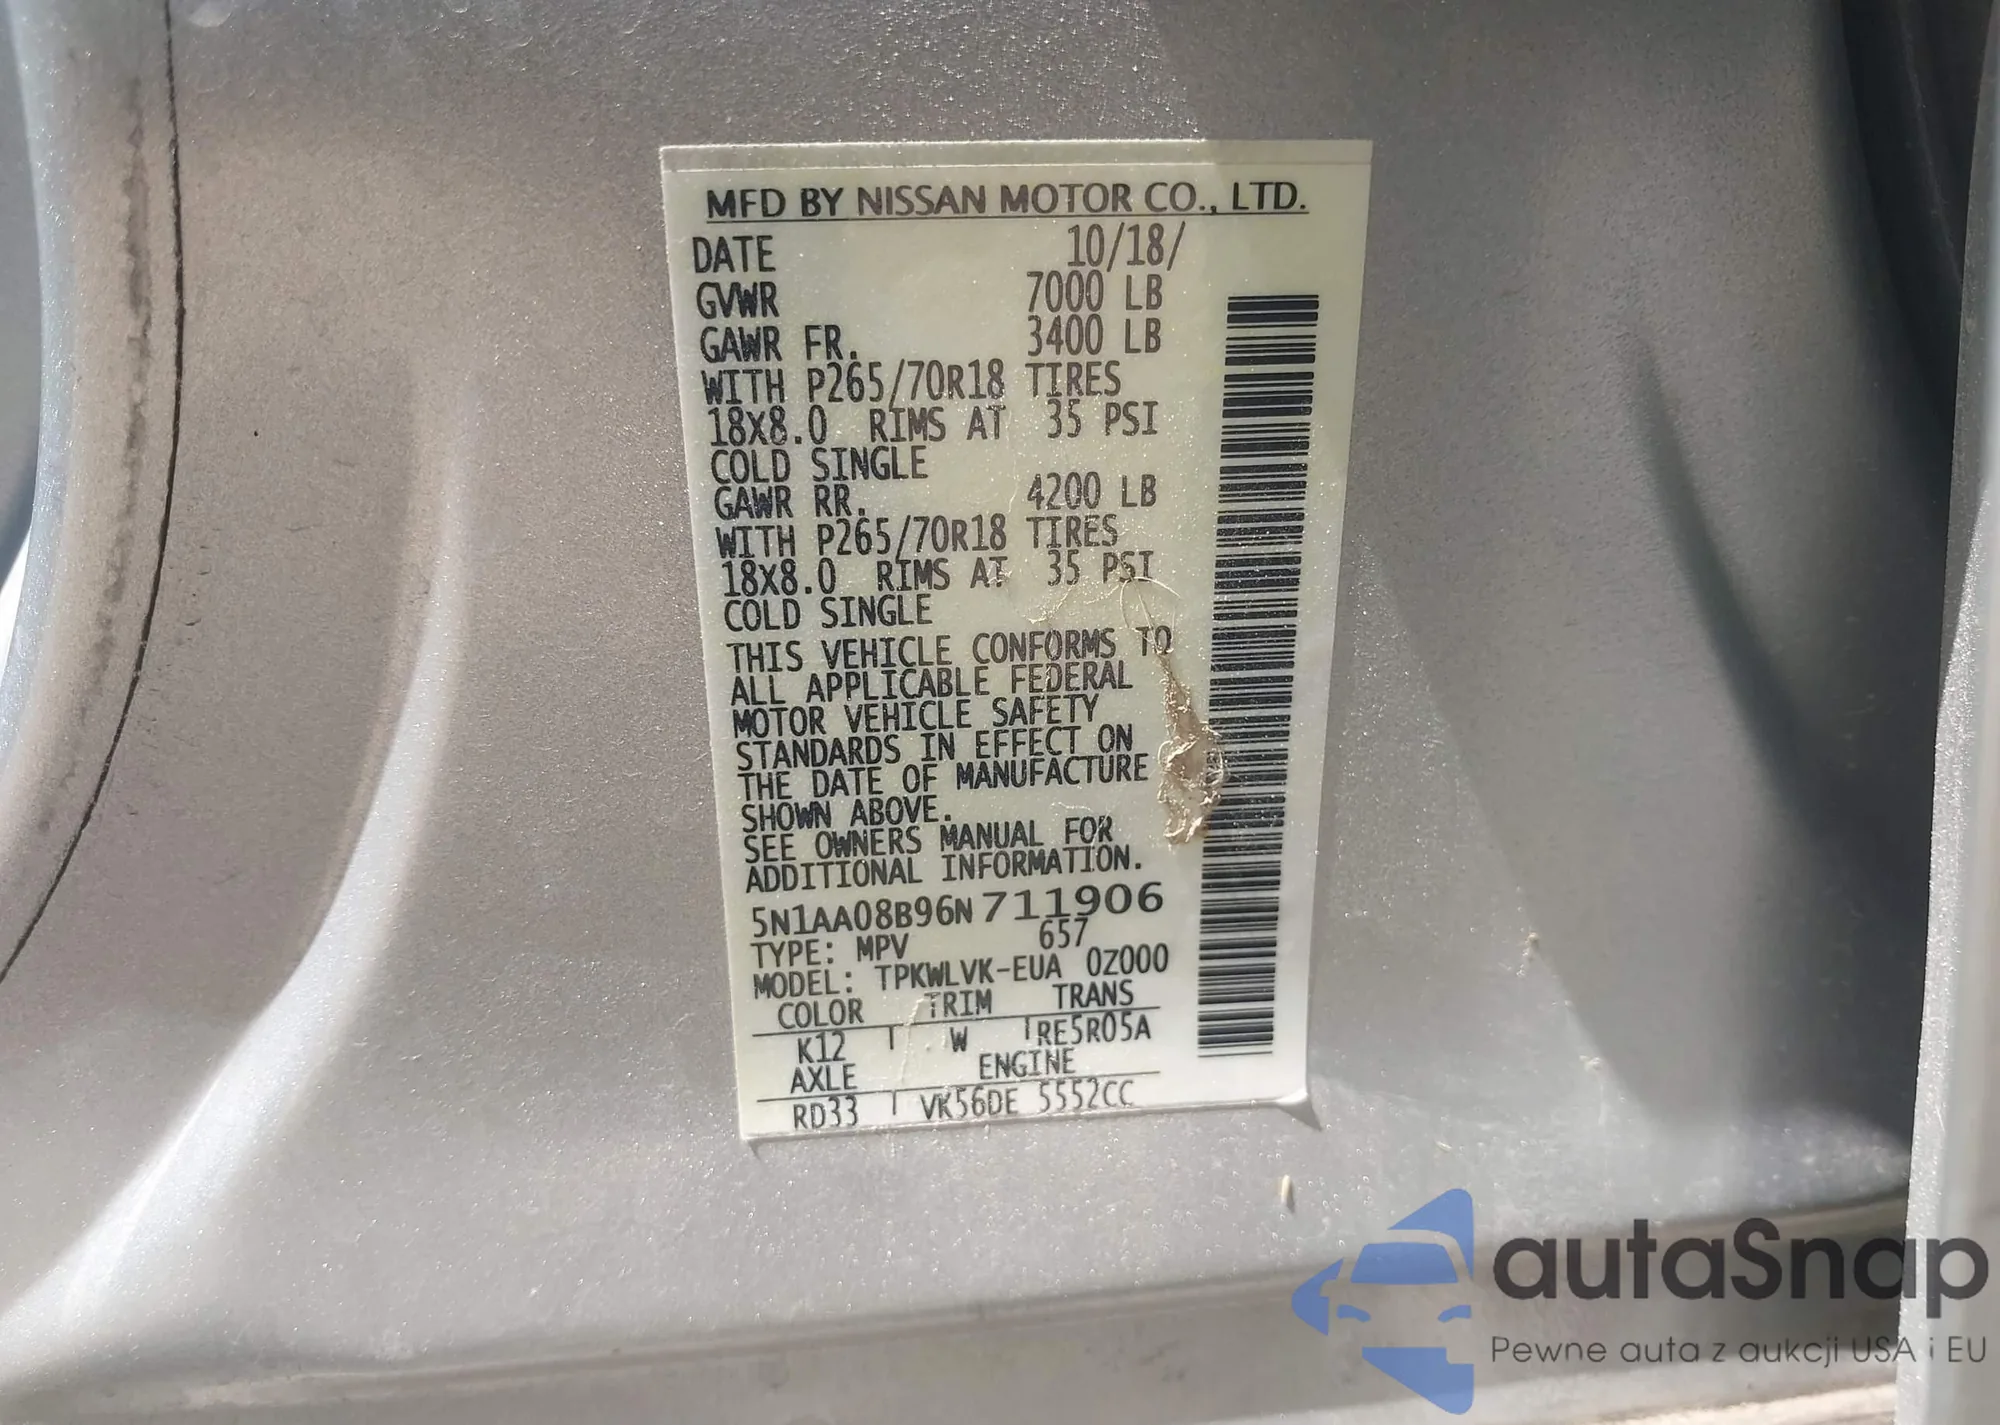 MFD BY NISSAN MOTOR CO., LTD.
DATE 10/18/
GVWR 7000 LB
GAWR FR. 3400 LB
WITH P265/70R18 TIRES
18X8.0 RIMS AT 35 PSI
COLD SINGLE
GAWR RR. 4200 LB
WITH P265/70R18 TIRES
18X8.0 RIMS AT 35 PSI
COLD SINGLE
THIS VEHICLE CONFORMS TO
ALL APPLICABLE FEDERAL
MOTOR VEHICLE SAFETY
STANDARDS IN EFFECT ON
THE DATE OF MANUFACTURE
SHOWN ABOVE.
SEE OWNERS MANUAL FOR
ADDITIONAL INFORMATION.
5N1AA08B96N711906
TYPE: MPV 657
MODEL: TPKWLVK-EUA 0Z000
COLOR TRIM TRANS
K12 W RE5R05A
AXLE ENGINE
RD33 VK56DE 5552CC
autaSnap
Pewne auta z aukcji USA i EU